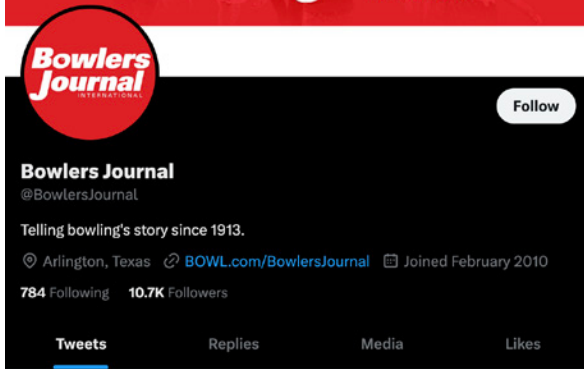 Bowlers
Journal
INTERNATIONAL
Follow
Bowlers Journal
@BowlersJournal
Telling bowling's story since 1913.
Arlington, Texas BOWL.com/BowlersJournal Joined February 2010
784 Following 10.7K Followers
Tweets Replies Media Likes